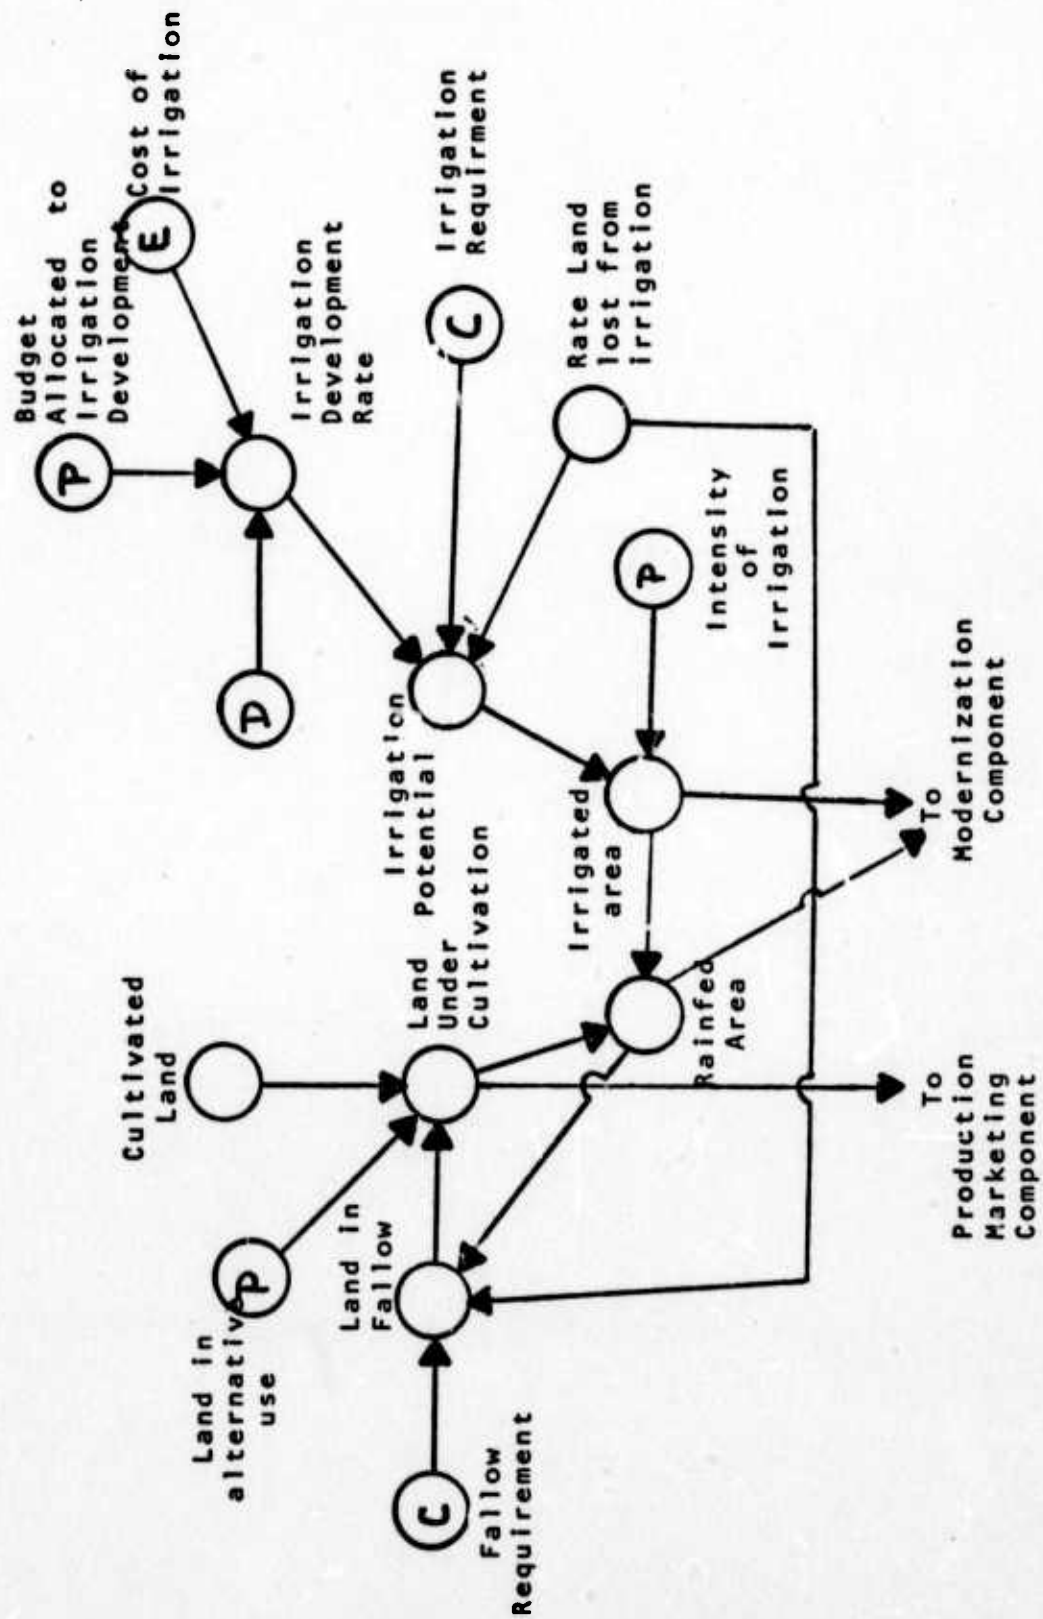 Budget
Allocated to
Irrigation
Development
P
Cost of
Irrigation
E
Irrigation
Development
Rate
D
Irrigation
Requirment
C
Rate Land
lost from
irrigation
Irrigation
Potential
P
Intensity
of
Irrigation
Irrigated
area
Cultivated
Land
Land
Under
Cultivation
Rainfed
Area
Land in
alternative
use
P
Land in
Fallow
C
Fallow
Requirement
To
Modernization
Component
To
Production
Marketing
Component